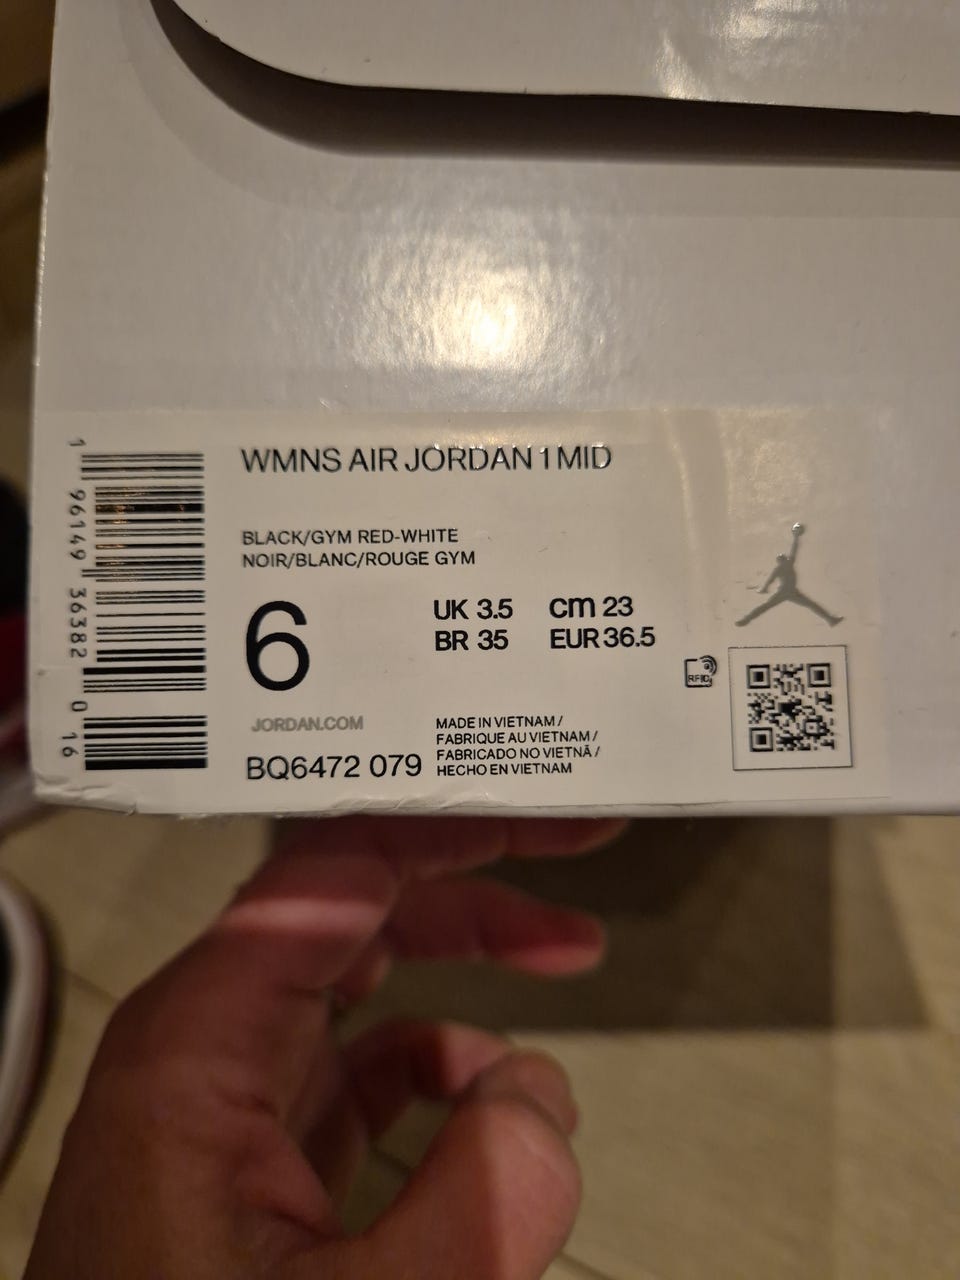 WMNS AIR JORDAN 1 MID
BLACK/GYM RED-WHITE
NOIR/BLANC/ROUGE GYM
6
UK 3.5 cm 23
BR 35 EUR 36.5
RFID
JORDAN.COM
BQ6472 079
MADE IN VIETNAM /
FABRIQUE AU VIETNAM /
FABRICADO NO VIETNÃ /
HECHO EN VIETNAM
1 96149 36382 0 16